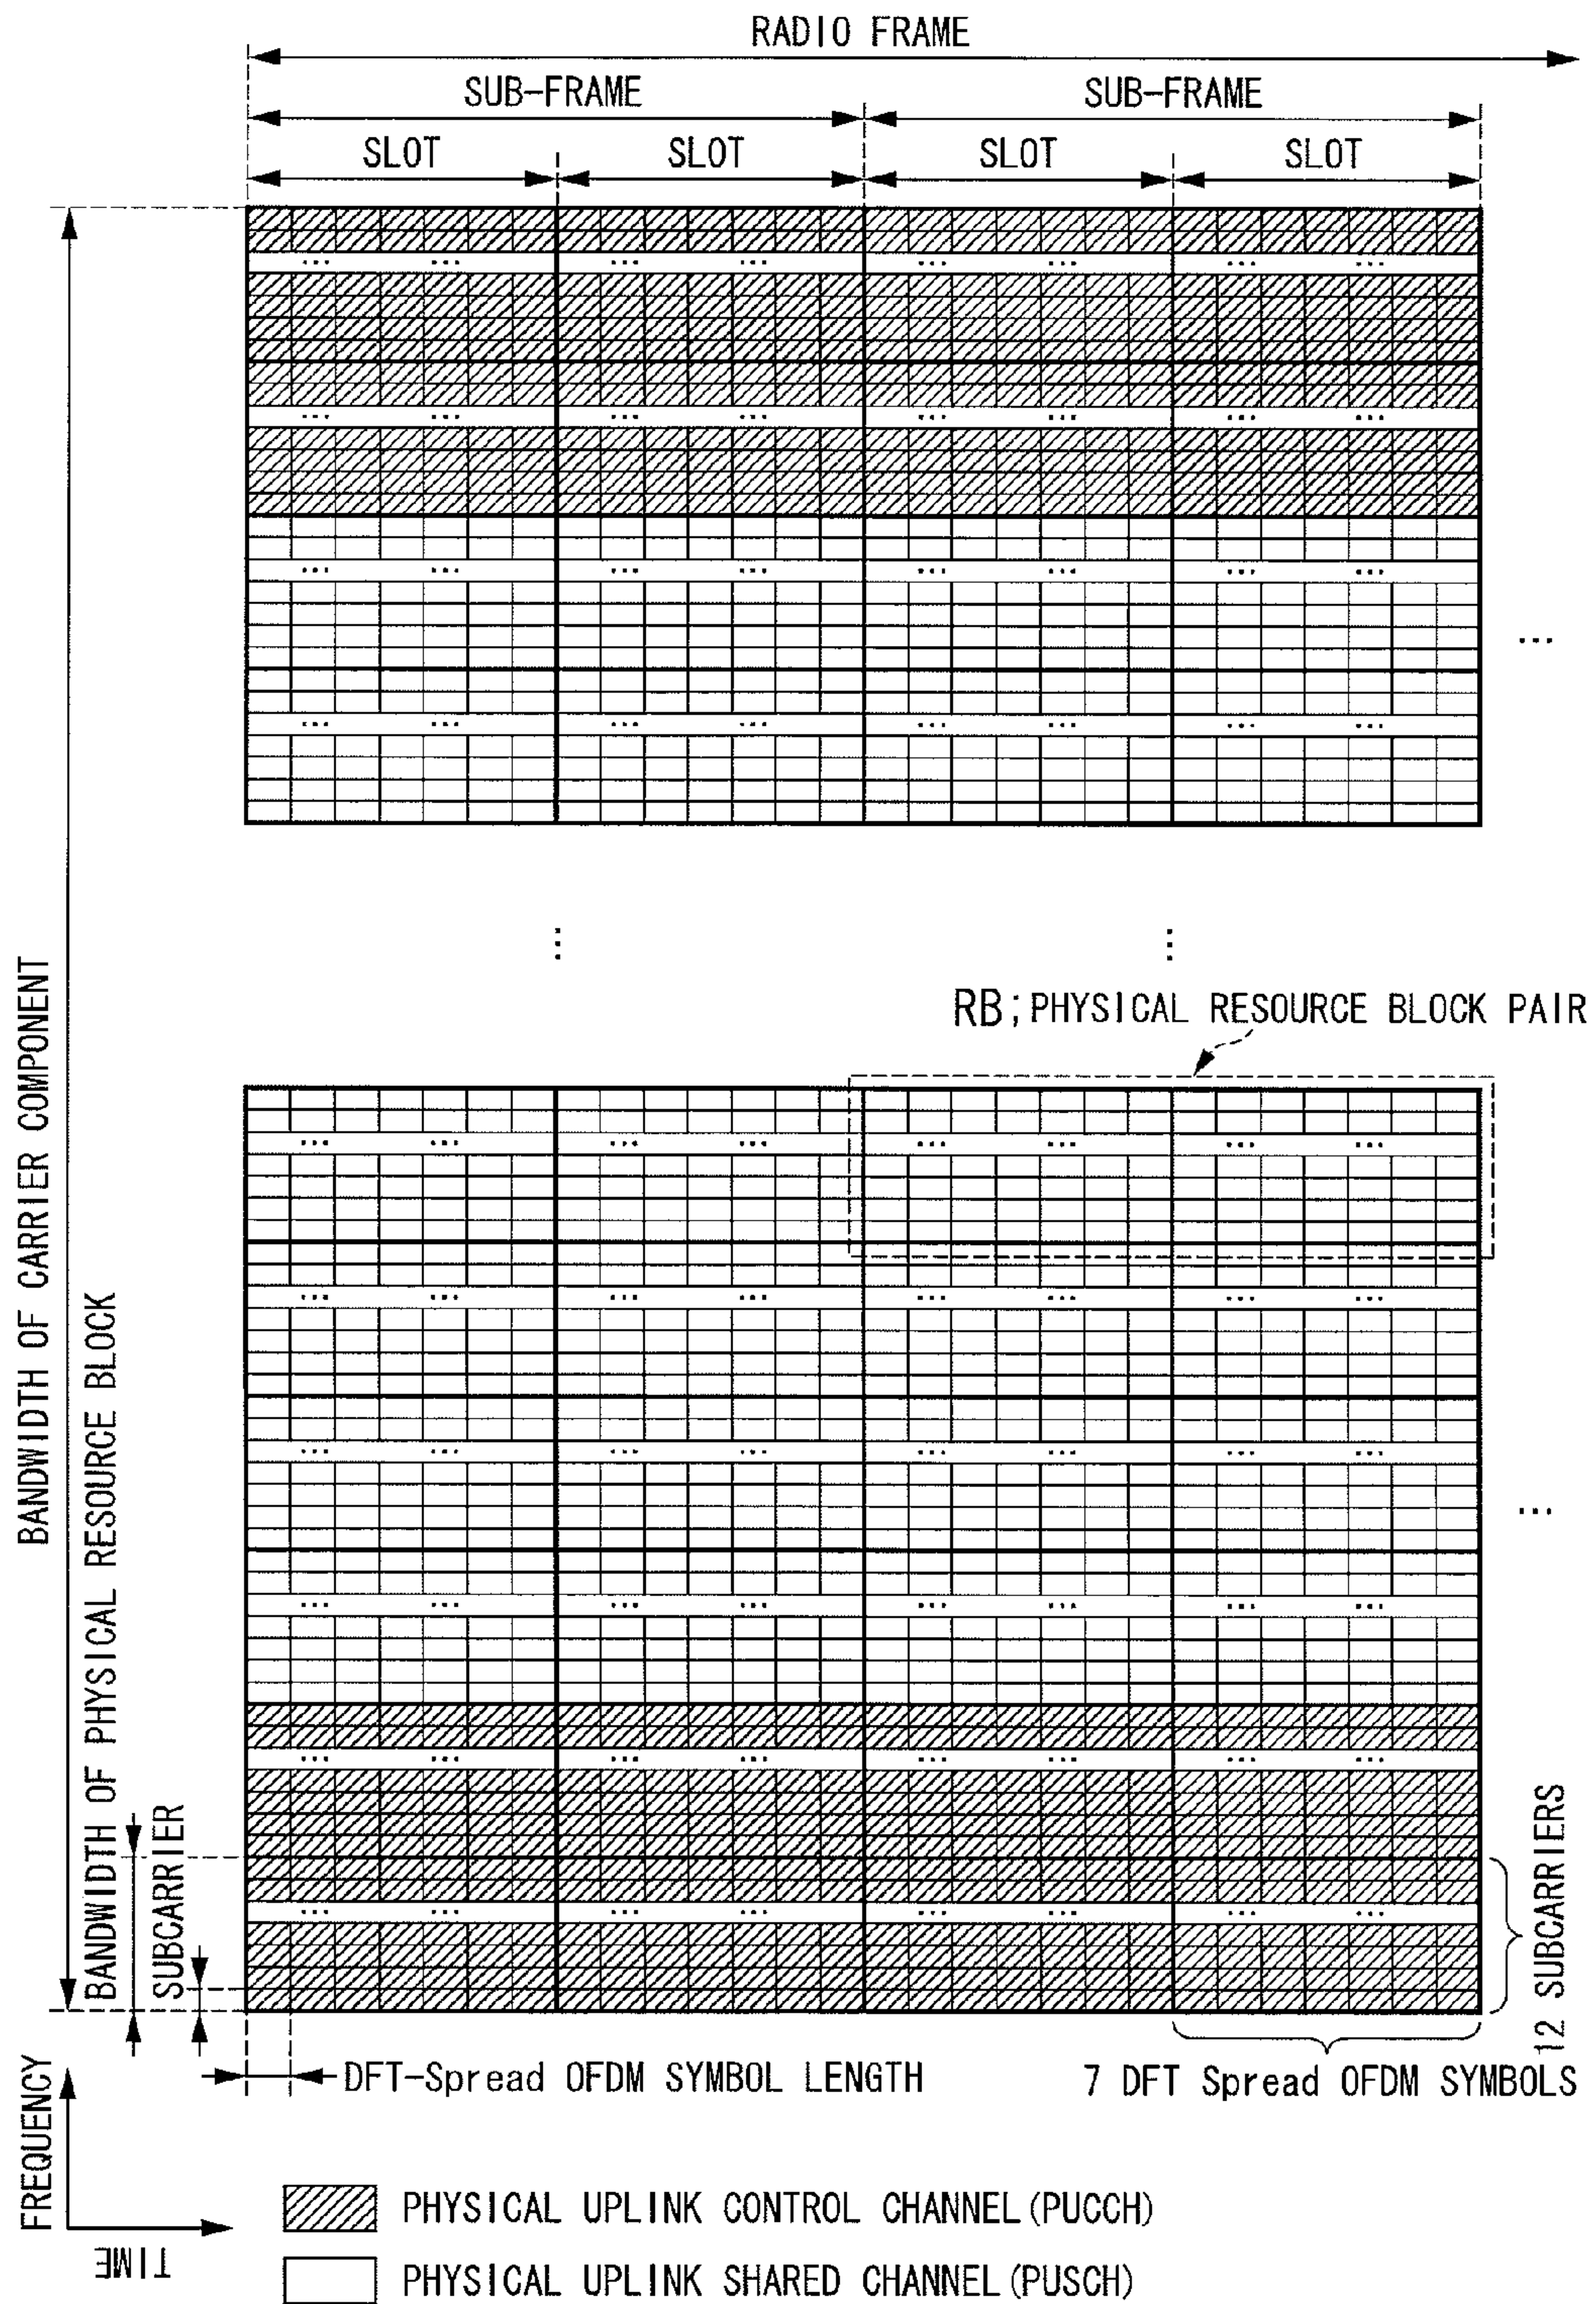 RADIO FRAME
SUB-FRAME SUB-FRAME
SLOT SLOT SLOT SLOT
BANDWIDTH OF CARRIER COMPONENT
RB;PHYSICAL RESOURCE BLOCK PAIR
BANDWIDTH OF PHYSICAL RESOURCE BLOCK
SUBCARRIER
12 SUBCARRIERS
DFT-Spread OFDM SYMBOL LENGTH
7 DFT Spread OFDM SYMBOLS
FREQUENCY
TIME
PHYSICAL UPLINK CONTROL CHANNEL(PUCCH)
PHYSICAL UPLINK SHARED CHANNEL(PUSCH)